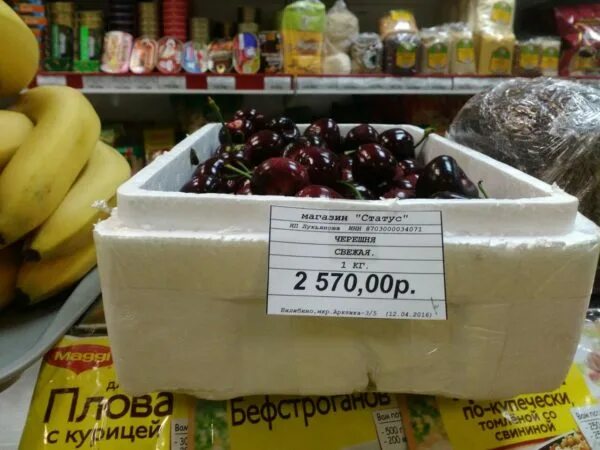 магазин "Статус"
ИП Лукьянова ИНН 870300034071
ЧЕРЕШНЯ
СВЕЖАЯ.
1 КГ.
2 570,00р.
Билибино,мкр.Арктика-3/5 (12.04.2016)
Maggi
Плова
с курицей
Бефстроганов
по-купечески,
томлёной со
свининой